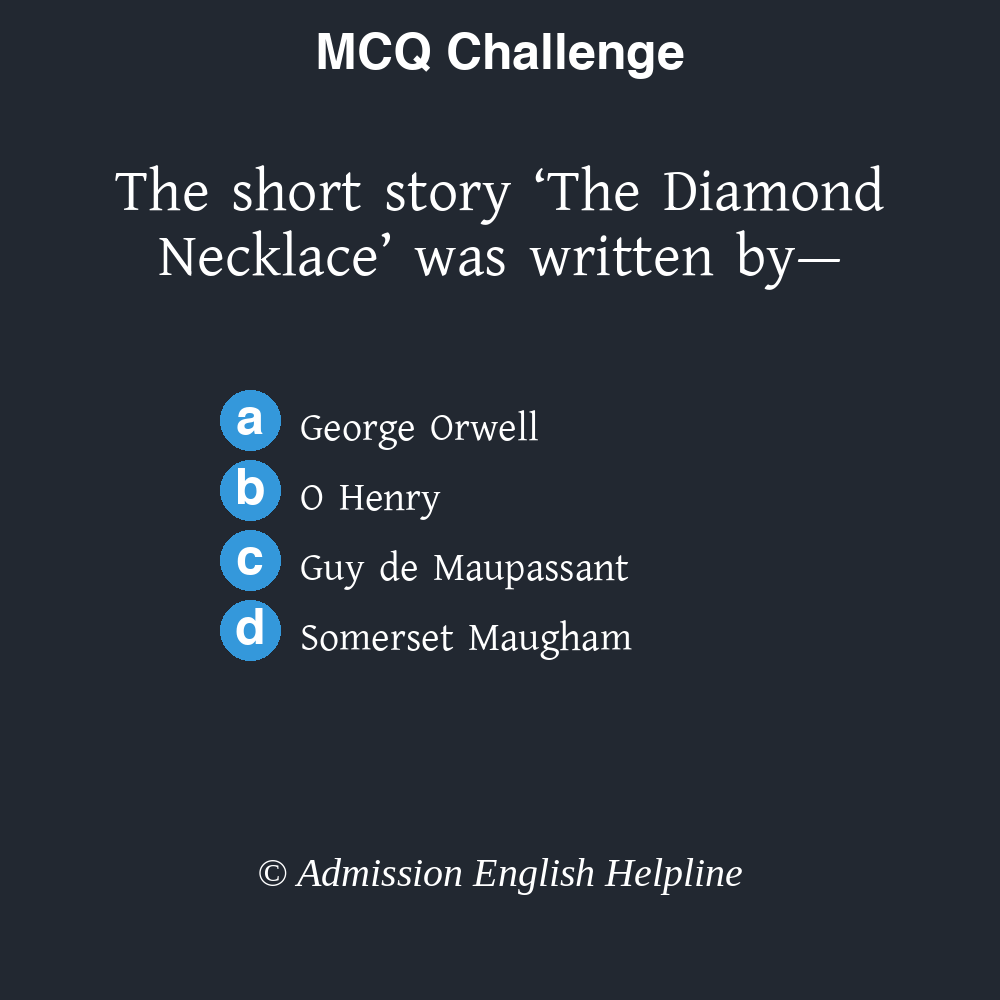 MCQ Challenge
The short story ‘The Diamond
Necklace’ was written by—
a George Orwell
b O Henry
c Guy de Maupassant
d Somerset Maugham
© Admission English Helpline